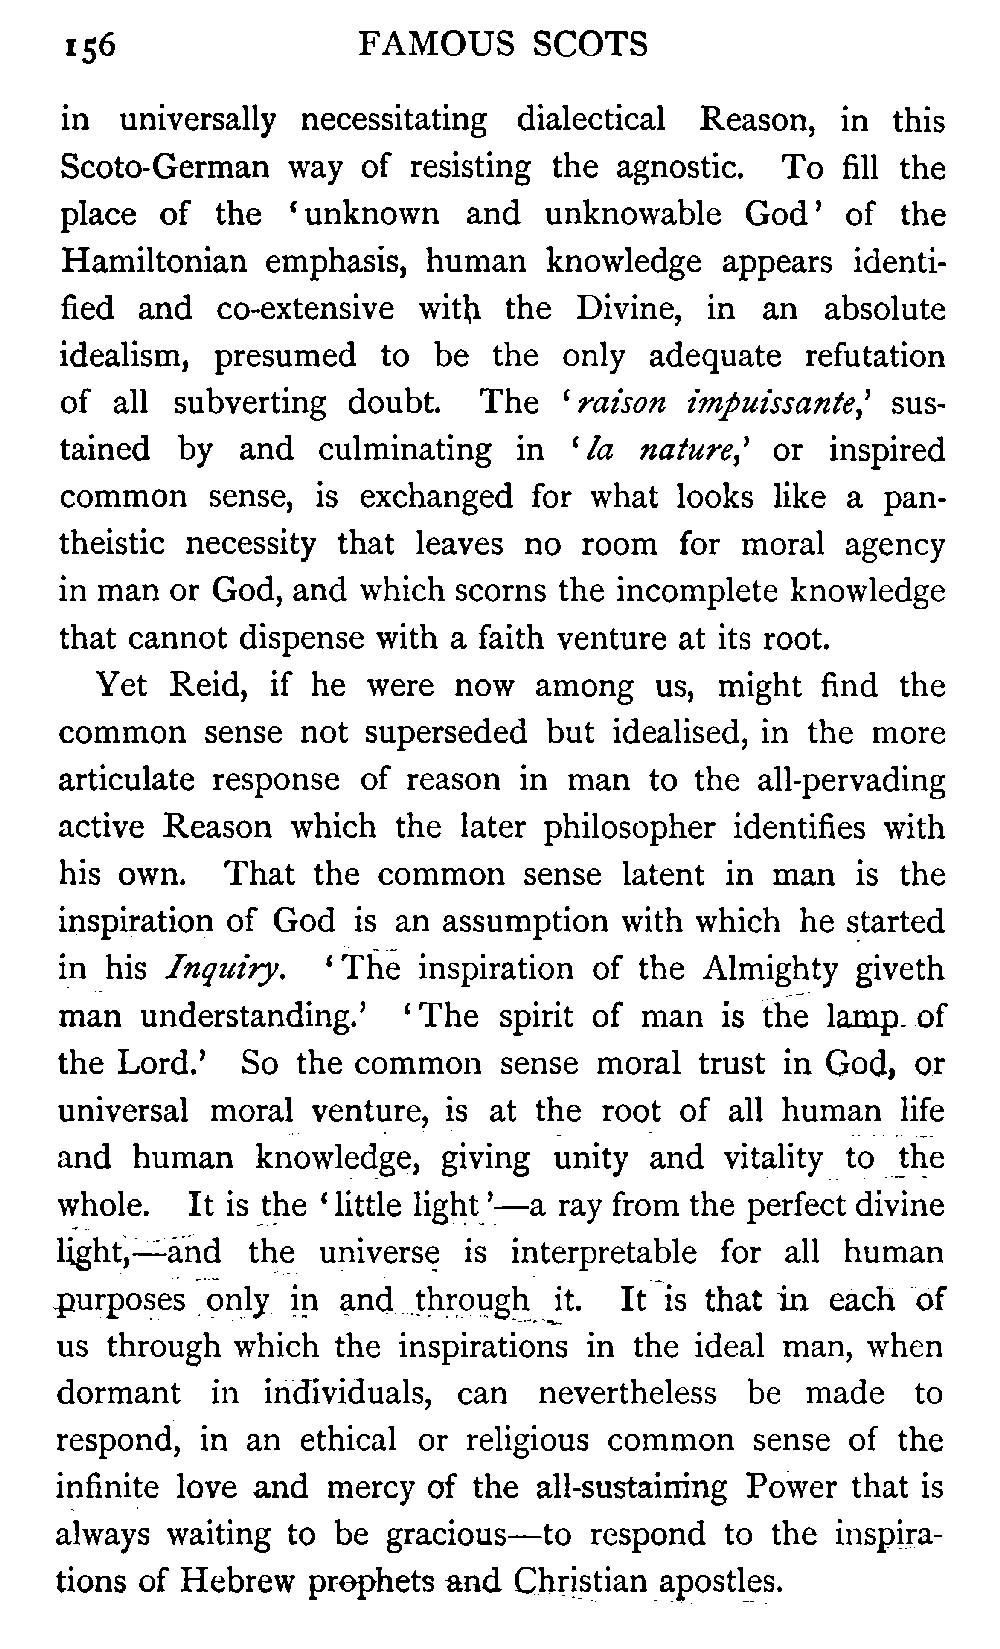 156 FAMOUS SCOTS
in universally necessitating dialectical Reason, in this
Scoto-German way of resisting the agnostic. To fill the
place of the ‘unknown and unknowable God’ of the
Hamiltonian emphasis, human knowledge appears identi-
fied and co-extensive with the Divine, in an absolute
idealism, presumed to be the only adequate refutation
of all subverting doubt. The ‘raison impuissante,’ sus-
tained by and culminating in ‘la nature,’ or inspired
common sense, is exchanged for what looks like a pan-
theistic necessity that leaves no room for moral agency
in man or God, and which scorns the incomplete knowledge
that cannot dispense with a faith venture at its root.
Yet Reid, if he were now among us, might find the
common sense not superseded but idealised, in the more
articulate response of reason in man to the all-pervading
active Reason which the later philosopher identifies with
his own. That the common sense latent in man is the
inspiration of God is an assumption with which he started
in his Inquiry. ‘The inspiration of the Almighty giveth
man understanding.’ ‘The spirit of man is the lamp of
the Lord.’ So the common sense moral trust in God, or
universal moral venture, is at the root of all human life
and human knowledge, giving unity and vitality to the
whole. It is the ‘little light’—a ray from the perfect divine
light,—and the universe is interpretable for all human
purposes only in and through it. It is that in each of
us through which the inspirations in the ideal man, when
dormant in individuals, can nevertheless be made to
respond, in an ethical or religious common sense of the
infinite love and mercy of the all-sustaining Power that is
always waiting to be gracious—to respond to the inspira-
tions of Hebrew prophets and Christian apostles.